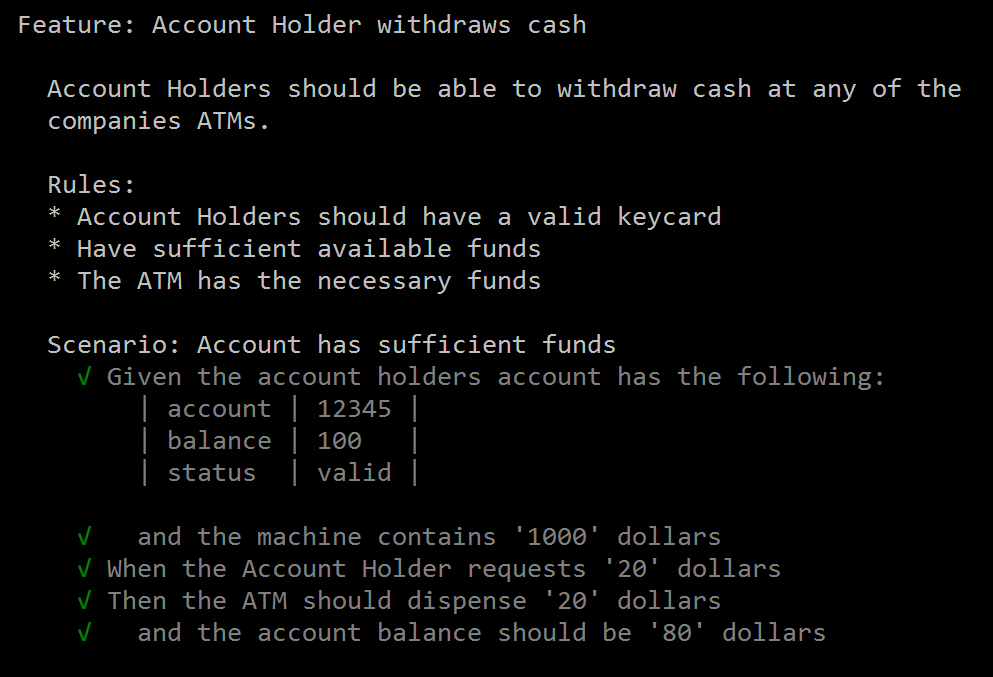 Feature: Account Holder withdraws cash
Account Holders should be able to withdraw cash at any of the
companies ATMs.
Rules:
* Account Holders should have a valid keycard
* Have sufficient available funds
* The ATM has the necessary funds
Scenario: Account has sufficient funds
√ Given the account holders account has the following:
| account | 12345 |
| balance | 100 |
| status | valid |
√ and the machine contains '1000' dollars
√ When the Account Holder requests '20' dollars
√ Then the ATM should dispense '20' dollars
√ and the account balance should be '80' dollars